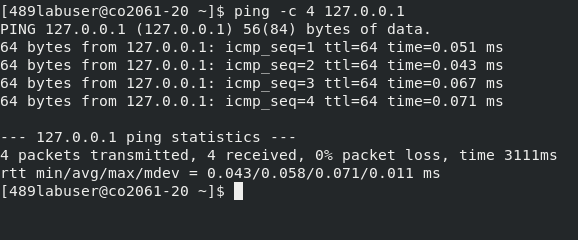 [489labuser@co2061-20 ~]$ ping -c 4 127.0.0.1
PING 127.0.0.1 (127.0.0.1) 56(84) bytes of data.
64 bytes from 127.0.0.1: icmp_seq=1 ttl=64 time=0.051 ms
64 bytes from 127.0.0.1: icmp_seq=2 ttl=64 time=0.043 ms
64 bytes from 127.0.0.1: icmp_seq=3 ttl=64 time=0.067 ms
64 bytes from 127.0.0.1: icmp_seq=4 ttl=64 time=0.071 ms

--- 127.0.0.1 ping statistics ---
4 packets transmitted, 4 received, 0% packet loss, time 3111ms
rtt min/avg/max/mdev = 0.043/0.058/0.071/0.011 ms
[489labuser@co2061-20 ~]$